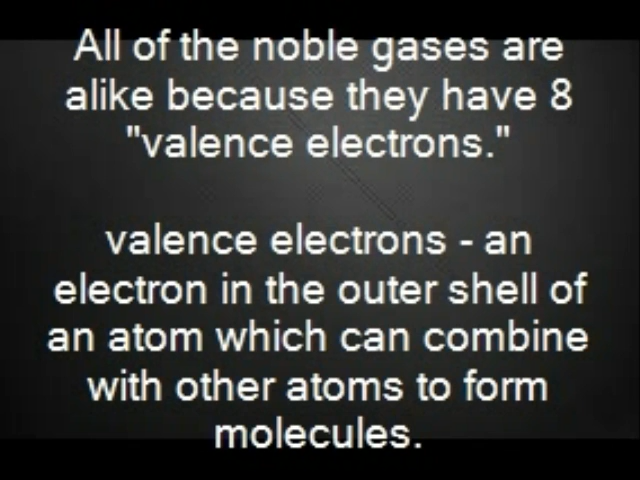 All of the noble gases are
alike because they have 8
"valence electrons."
valence electrons - an
electron in the outer shell of
an atom which can combine
with other atoms to form
molecules.